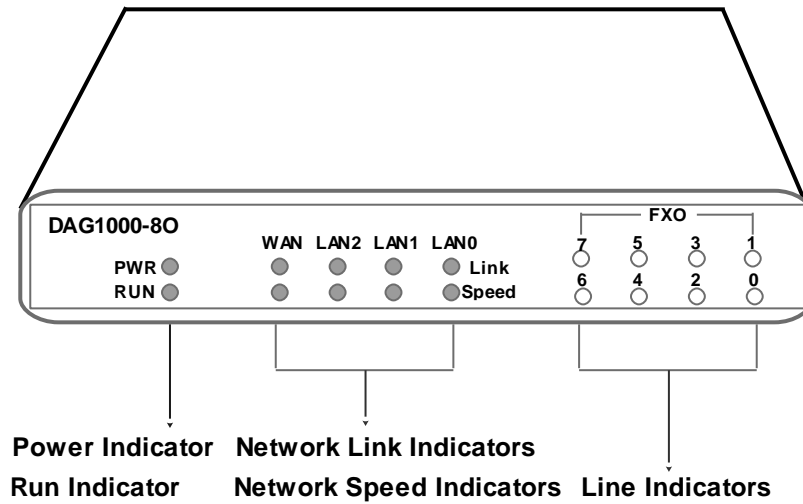 DAG1000-8O
FXO
WAN LAN2 LAN1 LAN0
7 5 3 1
PWR
Link
RUN
Speed
6 4 2 0
Power Indicator
Run Indicator
Network Link Indicators
Network Speed Indicators
Line Indicators